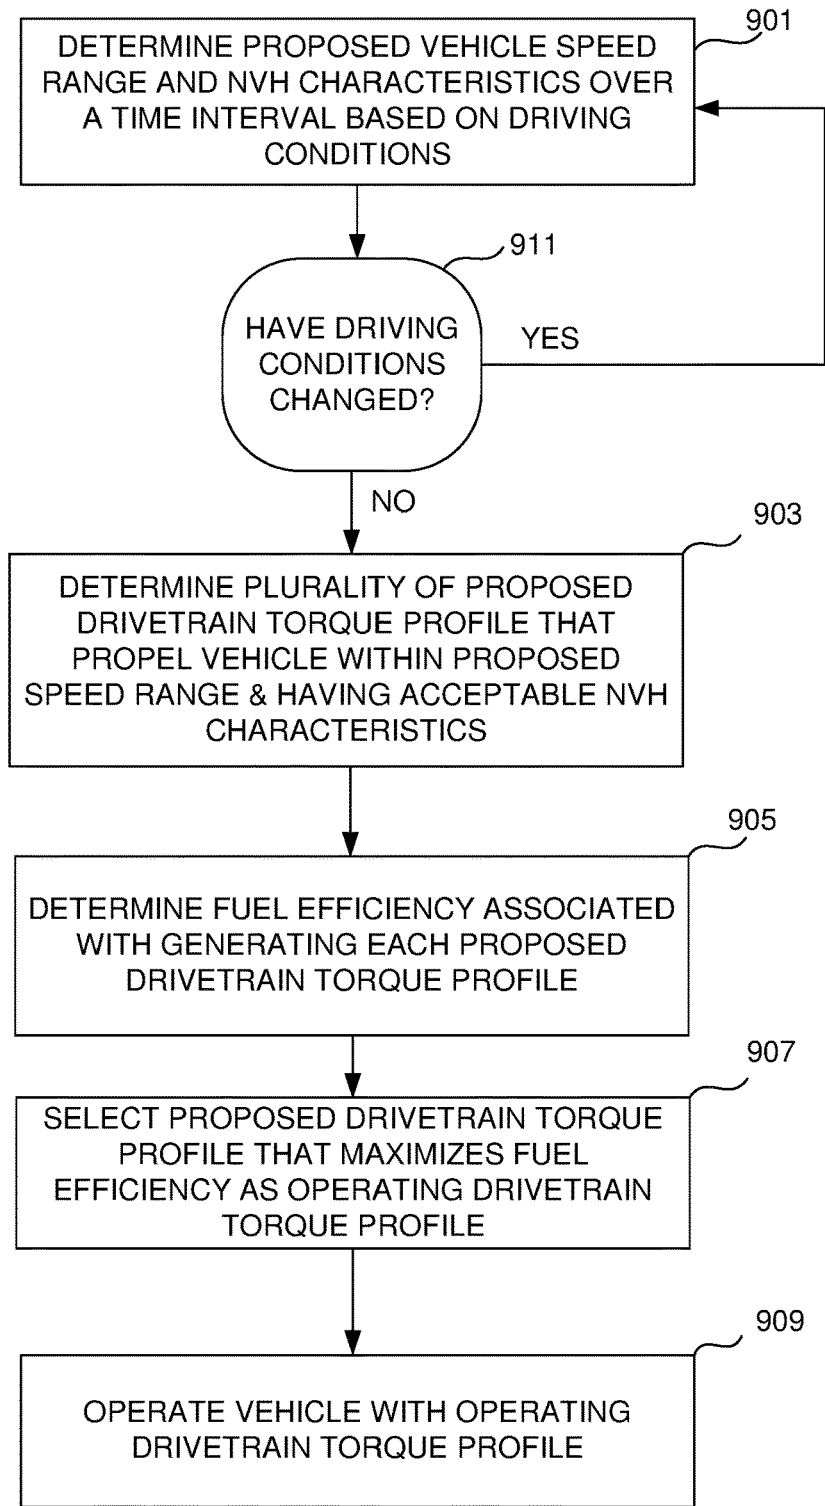 901
DETERMINE PROPOSED VEHICLE SPEED
RANGE AND NVH CHARACTERISTICS OVER
A TIME INTERVAL BASED ON DRIVING
CONDITIONS
911
HAVE DRIVING
CONDITIONS
CHANGED?
YES
NO
903
DETERMINE PLURALITY OF PROPOSED
DRIVETRAIN TORQUE PROFILE THAT
PROPEL VEHICLE WITHIN PROPOSED
SPEED RANGE & HAVING ACCEPTABLE NVH
CHARACTERISTICS
905
DETERMINE FUEL EFFICIENCY ASSOCIATED
WITH GENERATING EACH PROPOSED
DRIVETRAIN TORQUE PROFILE
907
SELECT PROPOSED DRIVETRAIN TORQUE
PROFILE THAT MAXIMIZES FUEL
EFFICIENCY AS OPERATING DRIVETRAIN
TORQUE PROFILE
909
OPERATE VEHICLE WITH OPERATING
DRIVETRAIN TORQUE PROFILE